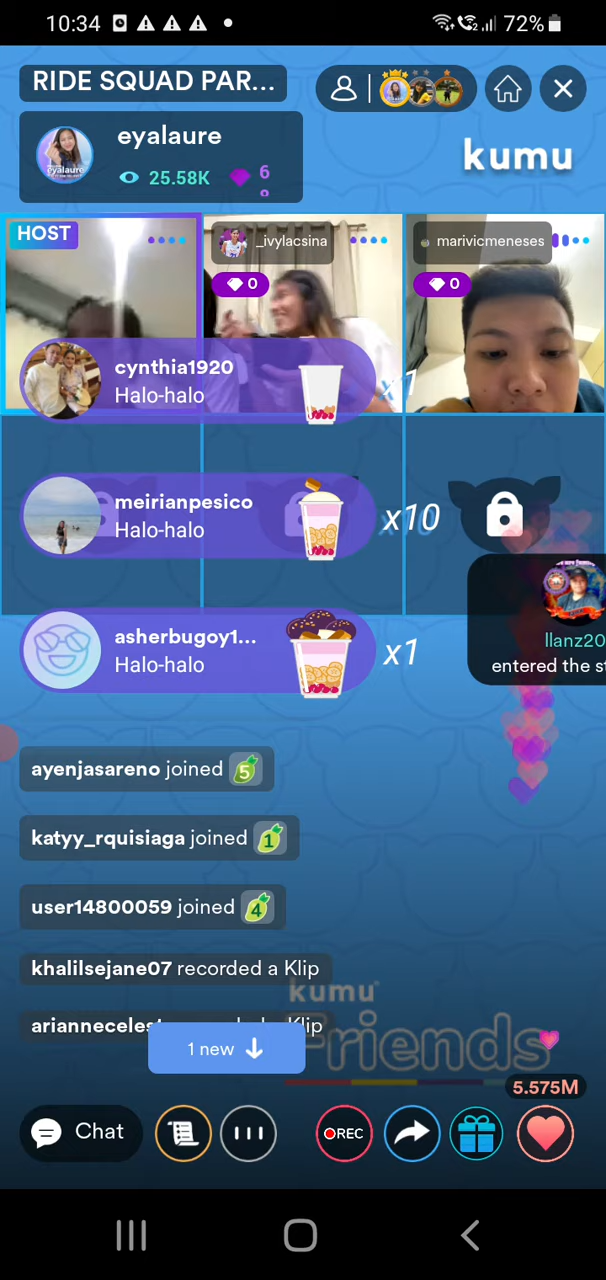 10:34
72%
RIDE SQUAD PAR...
eyalaure
25.58K
kumu
HOST
_ivylacsina
marivicmeneses
0
0
cynthia1920
Halo-halo
x1
meirianpesico
Halo-halo
x10
asherbugoy1...
Halo-halo
x1
llanz20
entered the st
ayenjasareno joined 5
katyy_rquisiaga joined 1
user14800059 joined 4
khalilsejane07 recorded a Klip
kumu
Friends
Klip
1 new
5.575M
Chat
REC